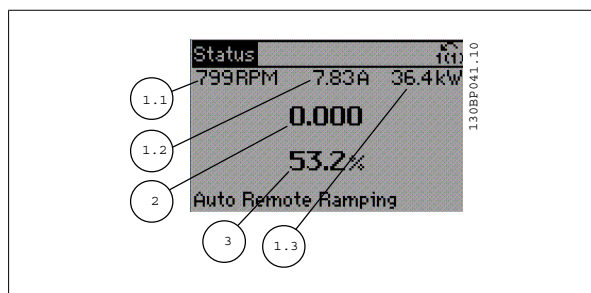 Status 1(1)
799RPM 7.83A 36.4kW
0.000
53.2%
Auto Remote Ramping
1.1
1.2
2
3
1.3
130BP041.10